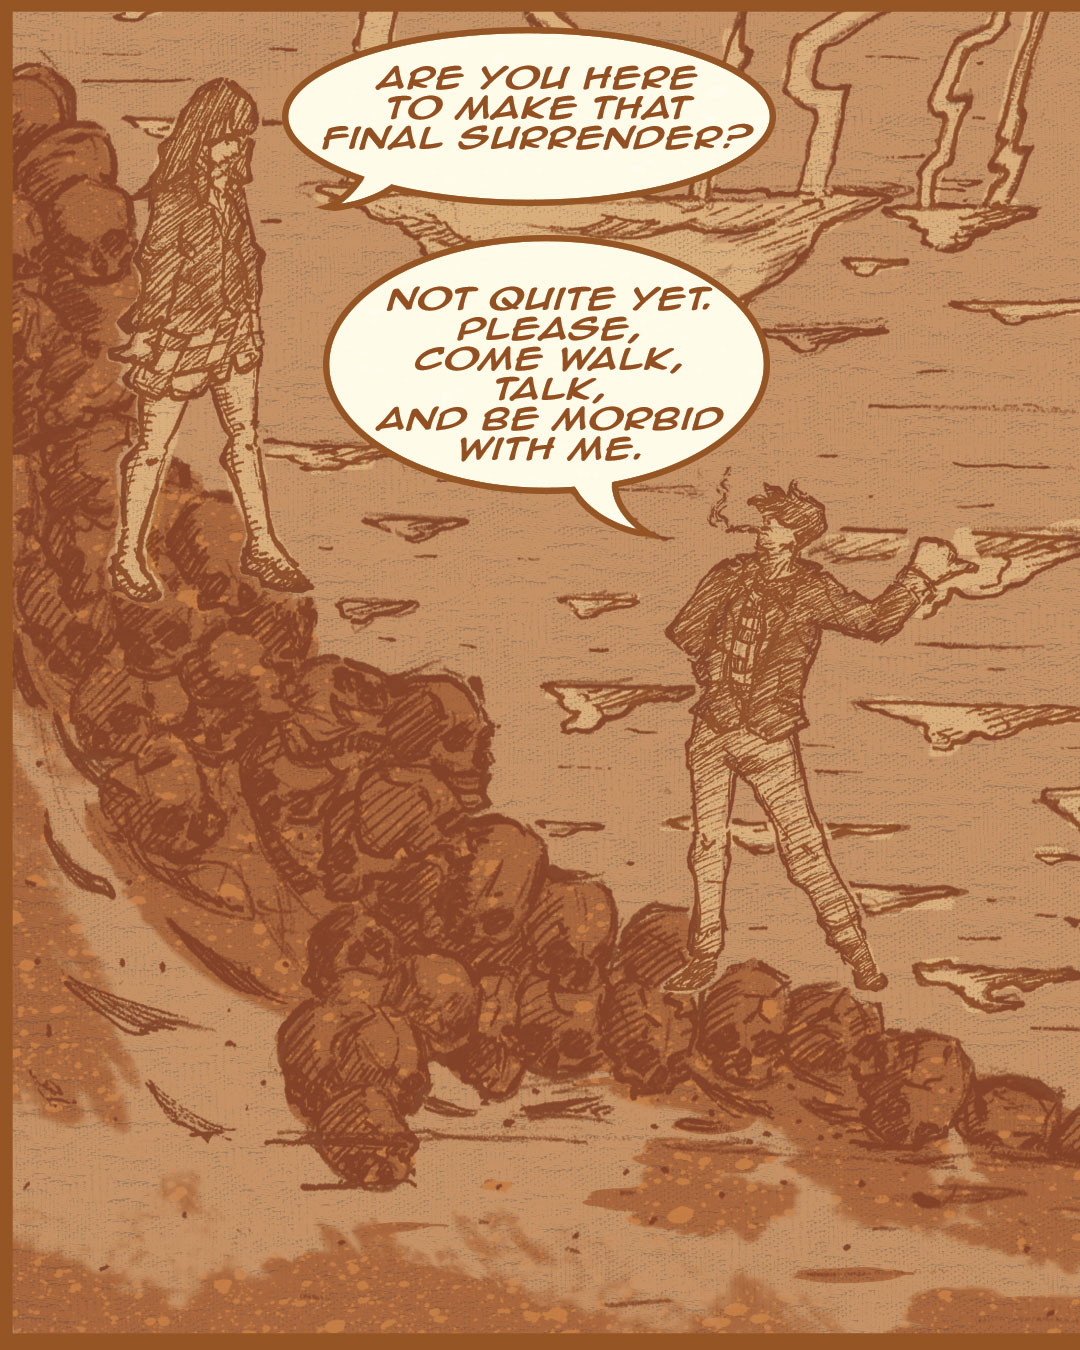 ARE YOU HERE
TO MAKE THAT
FINAL SURRENDER?
NOT QUITE YET.
PLEASE,
COME WALK,
TALK,
AND BE MORBID
WITH ME.